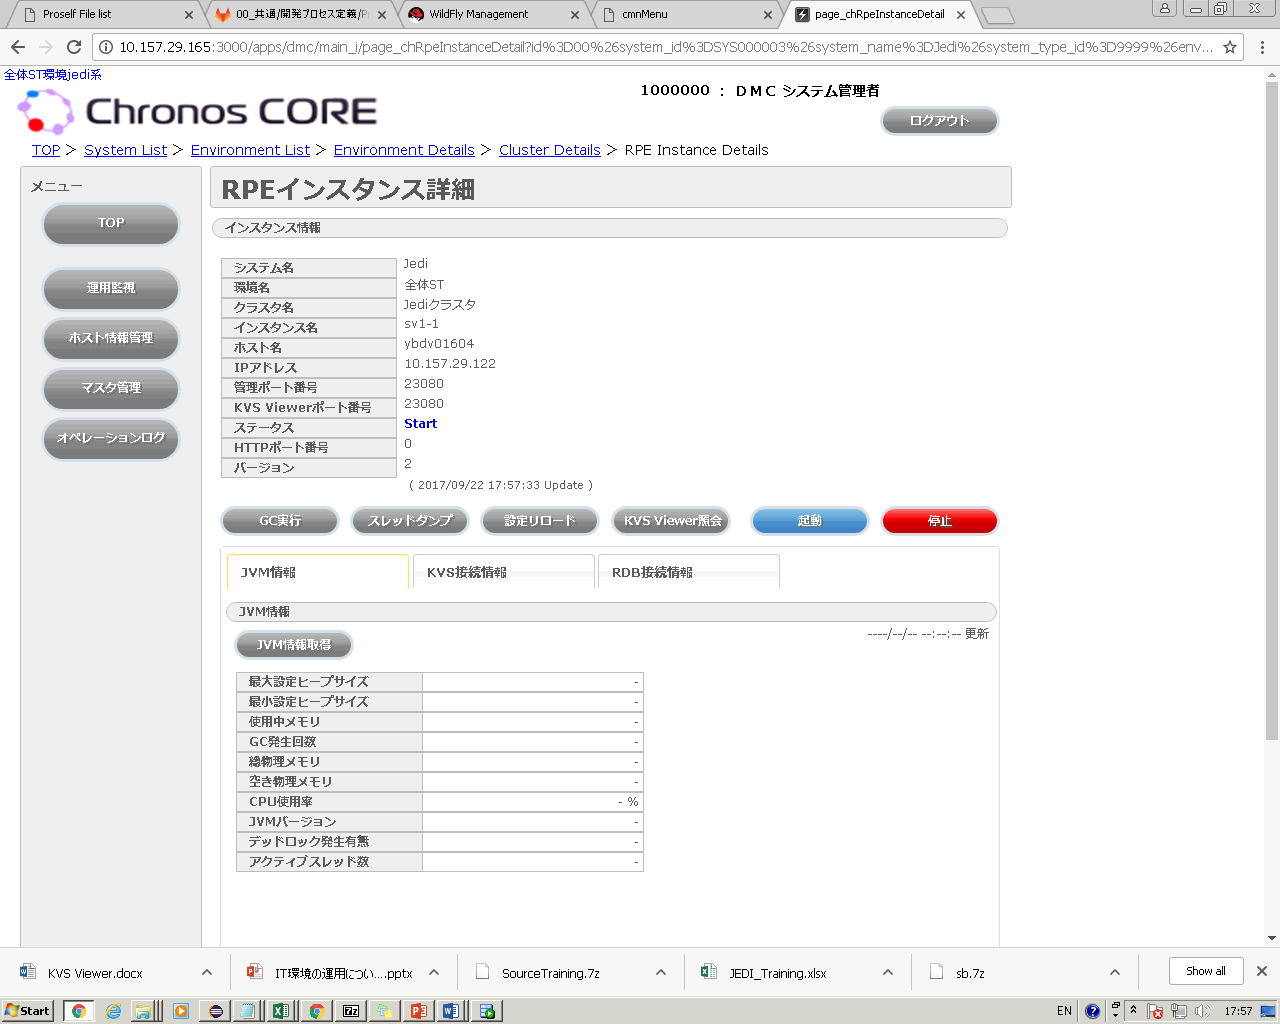 Proself File list
00_共通/開発プロセス定義/P
WildFly Management
cmnMenu
page_chRpeInstanceDetail
10.157.29.165:3000/apps/dmc/main_i/page_chRpeInstanceDetail?id%3D00%26system_id%3DSYS000003%26system_name%3DJedi%26system_type_id%3D9999%26env...
全体ST環境jedi系
Chronos CORE
1000000 : DMC システム管理者
ログアウト
TOP > System List > Environment List > Environment Details > Cluster Details > RPE Instance Details
メニュー
TOP
運用監視
ホスト情報管理
マスタ管理
オペレーションログ
RPEインスタンス詳細
インスタンス情報
システム名 Jedi
環境名 全体ST
クラスタ名 Jediクラスタ
インスタンス名 sv1-1
ホスト名 ybdv01604
IPアドレス 10.157.29.122
管理ポート番号 23080
KVS Viewerポート番号 23080
ステータス Start
HTTPポート番号 0
バージョン 2
( 2017/09/22 17:57:33 Update )
GC実行 スレッドダンプ 設定リロード KVS Viewer照会 起動 停止
JVM情報 KVS接続情報 RDB接続情報
JVM情報
JVM情報取得
----/--/-- --:--:-- 更新
最大設定ヒープサイズ -
最小設定ヒープサイズ -
使用中メモリ -
GC発生回数 -
総物理メモリ -
空き物理メモリ -
CPU使用率 - %
JVMバージョン -
デッドロック発生有無 -
アクティブスレッド数 -
KVS Viewer.docx
IT環境の運用につい....pptx
SourceTraining.7z
JEDI_Training.xlsx
sb.7z
Show all
Start
EN
17:57